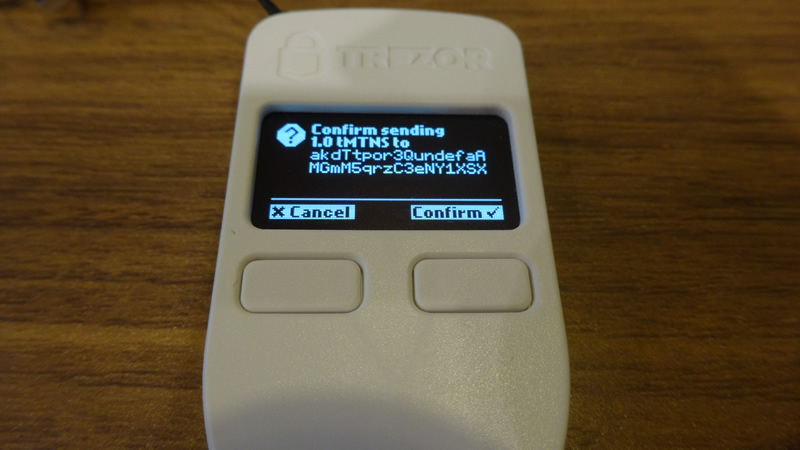 TREZOR
Confirm sending
1.0 tMTNS to
akdTtpor3QundefaA
MGmM5qrzC3eNY1XSX
Cancel
Confirm